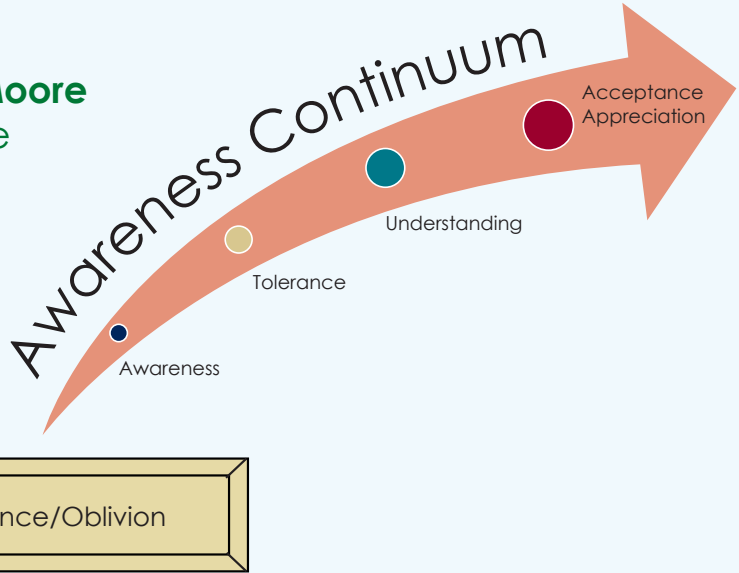 Moore
e
Awareness Continuum
Acceptance
Appreciation
Understanding
Tolerance
Awareness
nce/Oblivion